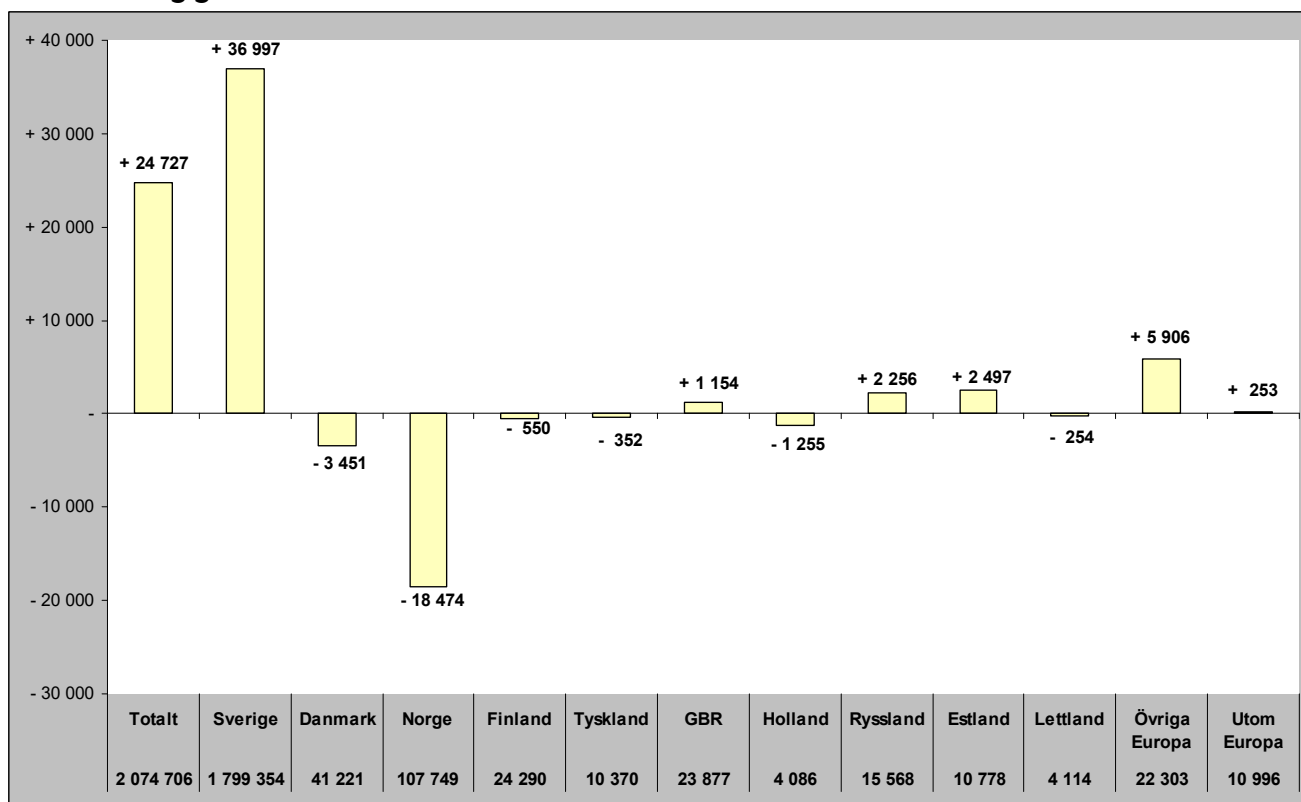 + 40 000
+ 36 997
+ 30 000
+ 24 727
+ 20 000
+ 10 000
+ 5 906
+ 2 256
+ 2 497
+ 1 154
+ 253
-
- 550
- 352
- 1 255
- 254
- 3 451
- 10 000
- 18 474
- 20 000
- 30 000
Totalt Sverige Danmark Norge Finland Tyskland GBR Holland Ryssland Estland Lettland Övriga Europa Utom Europa
2 074 706 1 799 354 41 221 107 749 24 290 10 370 23 877 4 086 15 568 10 778 4 114 22 303 10 996